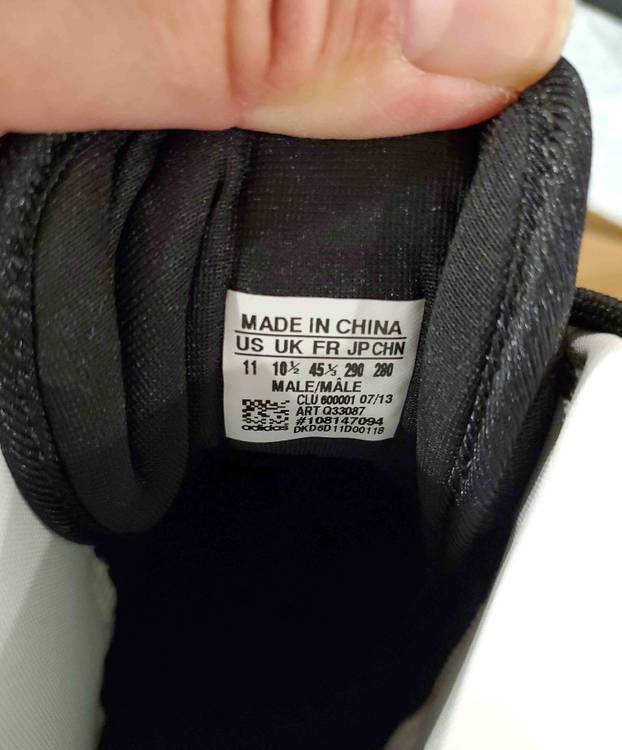 MADE IN CHINA
US UK FR JP CHN
11 10½ 45⅓ 290 280
MALE/MÂLE
CLU 600001 07/13
ART Q33087
#108147094
adidas DKD6D11D00118